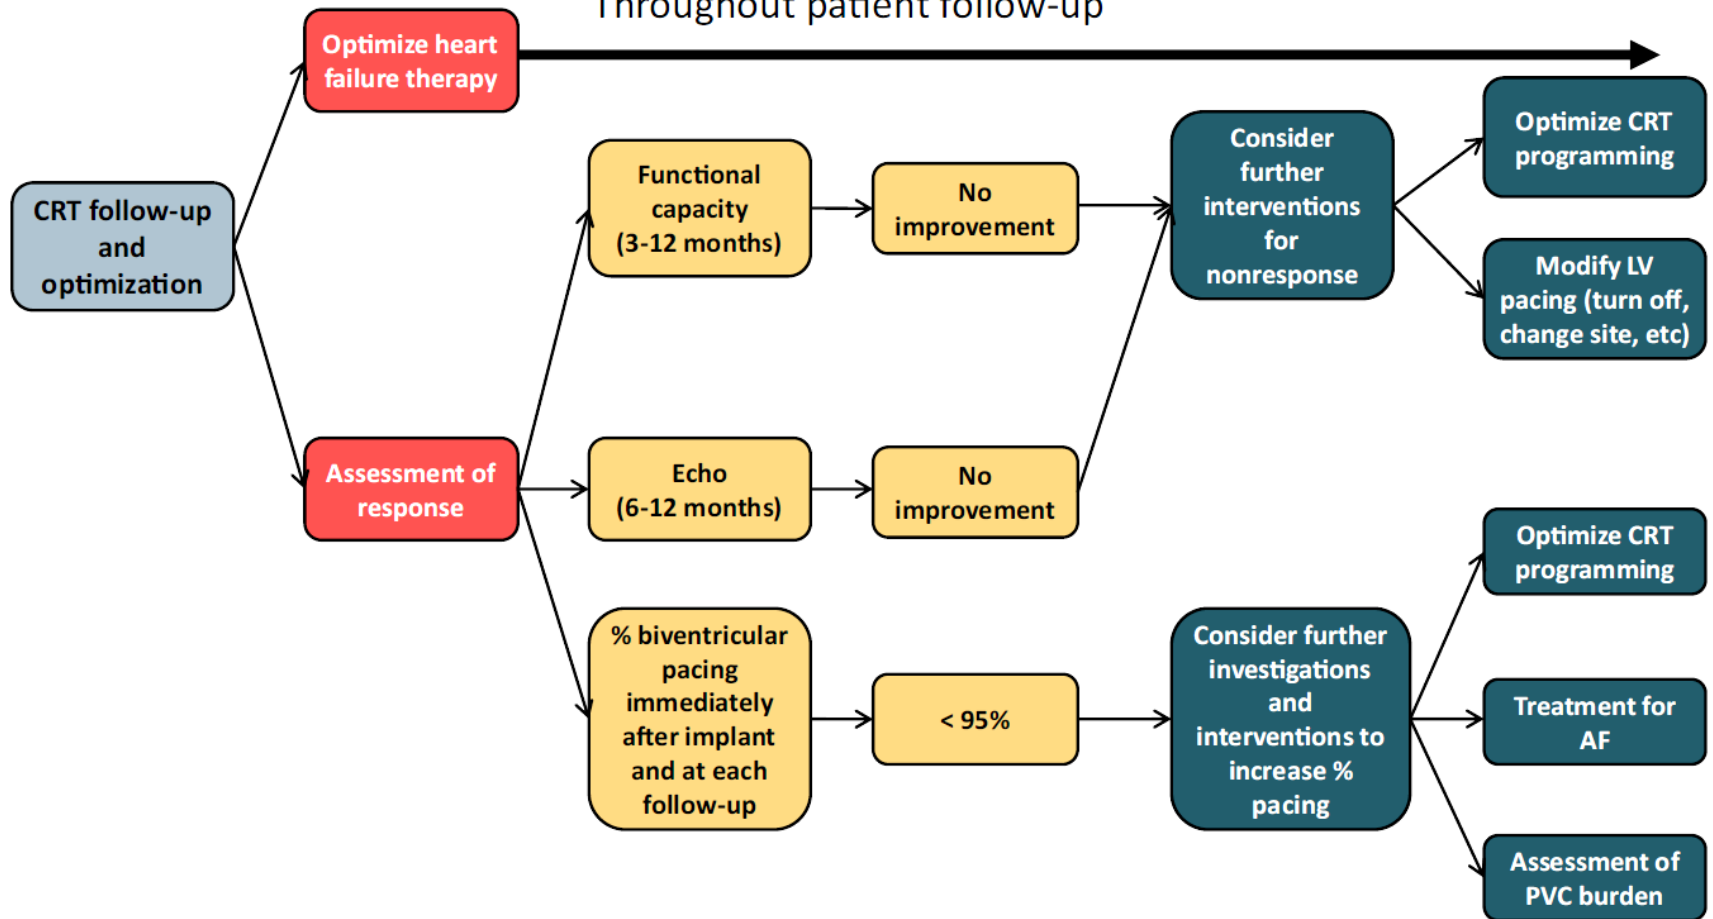 Throughout patient follow-up
Optimize heart
failure therapy
CRT follow-up
and
optimization
Assessment of
response
Functional
capacity
(3-12 months)
No
improvement
Echo
(6-12 months)
No
improvement
% biventricular
pacing
immediately
after implant
and at each
follow-up
< 95%
Consider
further
interventions
for
nonresponse
Optimize CRT
programming
Modify LV
pacing (turn off,
change site, etc)
Consider further
investigations
and
interventions to
increase %
pacing
Optimize CRT
programming
Treatment for
AF
Assessment of
PVC burden